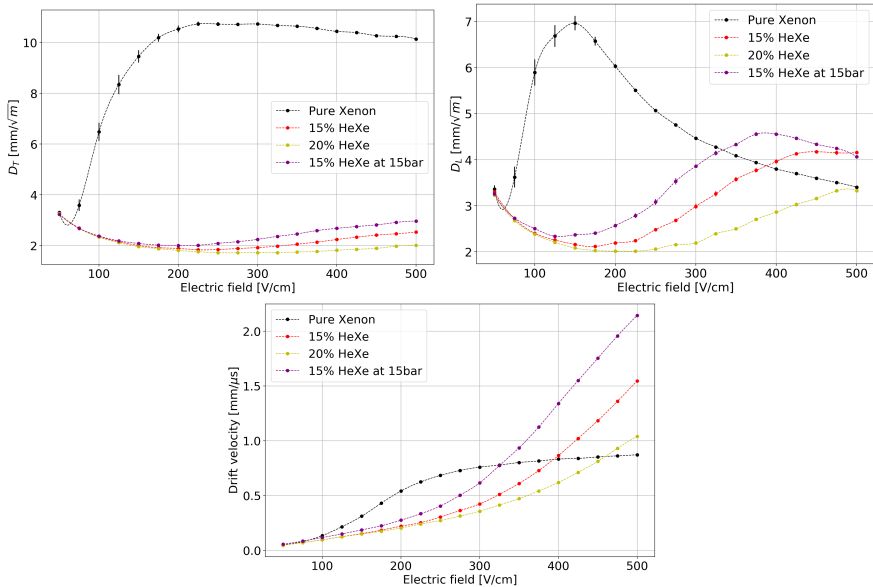 10
8
6
4
2
D_T [mm/√m]
Pure Xenon
15% HeXe
20% HeXe
15% HeXe at 15bar
100 200 300 400 500
Electric field [V/cm]
7
6
5
4
3
2
D_L [mm/√m]
Pure Xenon
15% HeXe
20% HeXe
15% HeXe at 15bar
100 200 300 400 500
Electric field [V/cm]
2.0
1.5
1.0
0.5
0.0
Drift velocity [mm/μs]
Pure Xenon
15% HeXe
20% HeXe
15% HeXe at 15bar
100 200 300 400 500
Electric field [V/cm]